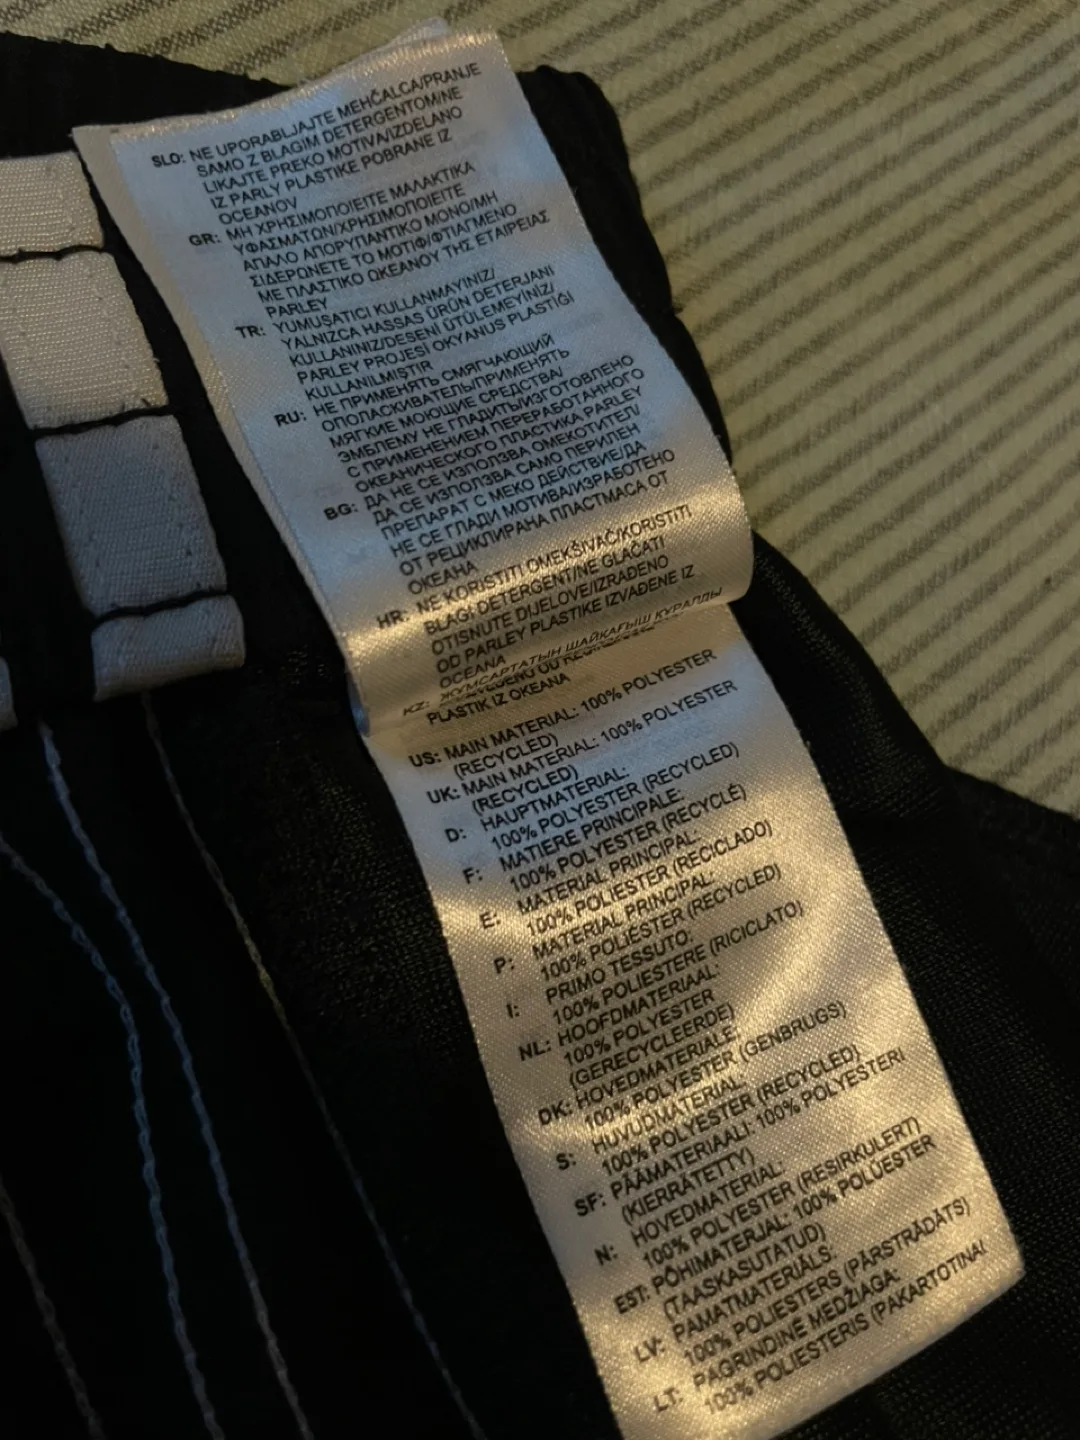 SLO: NE UPORABLJAJTE MEHČALCA/PRANJE
SAMO Z BLAGIM DETERGENTOM/NE
LIKAJTE PREKO MOTIVA/IZDELANO
IZ PARLY PLASTIKE POBRANE IZ
OCEANOV
GR: ΜΗ ΧΡΗΣΙΜΟΠΟΙΕΙΤΕ ΜΑΛΑΚΤΙΚΑ
ΥΦΑΣΜΑΤΩΝ/ΧΡΗΣΙΜΟΠΟΙΕΙΤΕ
ΑΠΑΛΟ ΑΠΟΡΥΠΑΝΤΙΚΟ ΜΟΝΟ/ΜΗ
ΣΙΔΕΡΩΝΕΤΕ ΤΟ ΜΟΤΙΦ/ΦΤΙΑΓΜΕΝΟ
ΜΕ ΠΛΑΣΤΙΚΟ ΩΚΕΑΝΟΥ ΤΗΣ ΕΤΑΙΡΕΙΑΣ
PARLEY
TR: YUMUŞATICI KULLANMAYINIZ/
YALNIZCA HASSAS ÜRÜN DETERJANI
KULLANINIZ/DESENİ ÜTÜLEMEYİNİZ/
PARLEY PROJESİ OKYANUS PLASTİĞİ
KULLANILMIŞTIR
RU: НЕ ПРИМЕНЯТЬ СМЯГЧАЮЩИЙ
ОПОЛАСКИВАТЕЛЬ/ПРИМЕНЯТЬ
МЯГКИЕ МОЮЩИЕ СРЕДСТВА/
ЭМБЛЕМУ НЕ ГЛАДИТЬ/ИЗГОТОВЛЕНО
С ПРИМЕНЕНИЕМ ПЕРЕРАБОТАННОГО
ОКЕАНИЧЕСКОГО ПЛАСТИКА PARLEY
BG: ДА НЕ СЕ ИЗПОЛЗВА ОМЕКОТИТЕЛ/
ДА СЕ ИЗПОЛЗВА САМО ПЕРИЛЕН
ПРЕПАРАТ С МЕКО ДЕЙСТВИЕ/ДА
НЕ СЕ ГЛАДИ МОТИВА/ИЗРАБОТЕНО
ОТ РЕЦИКЛИРАНА ПЛАСТМАСА ОТ
ОКЕАНА
HR: NE KORISTITI OMEKŠIVAČ/KORISTITI
BLAGI DETERGENT/NE GLAČATI
OTISNUTE DIJELOVE/IZRAĐENO
OD PARLEY PLASTIKE IZVAĐENE IZ
OCEANA
KZ: ЖҰМСАРТАТЫН ШАЙҚАҒЫШ ҚҰРАЛДЫ
PLASTIK IZ OKEANA
US: MAIN MATERIAL: 100% POLYESTER
(RECYCLED)
UK: MAIN MATERIAL: 100% POLYESTER
(RECYCLED)
D: HAUPTMATERIAL:
100% POLYESTER (RECYCLED)
F: MATIERE PRINCIPALE:
100% POLYESTER (RECYCLÉ)
E: MATERIAL PRINCIPAL:
100% POLIESTER (RECICLADO)
P: MATERIAL PRINCIPAL:
100% POLIÉSTER (RECYCLED)
I: PRIMO TESSUTO:
100% POLIESTERE (RICICLATO)
NL: HOOFDMATERIAAL:
100% POLYESTER
(GERECYCLEERDE)
DK: HOVEDMATERIALE:
100% POLYESTER (GENBRUGS)
S: HUVUDMATERIAL:
100% POLYESTER (RECYCLED)
SF: PÄÄMATERIAALI: 100% POLYESTERI
(KIERRÄTETTY)
N: HOVEDMATERIAL:
100% POLYESTER (RESIRKULERT)
EST: PÕHIMATERJAL: 100% POLÜESTER
(TAASKASUTATUD)
LV: PAMATMATERIĀLS:
100% POLIESTERS (PĀRSTRĀDĀTS)
LT: PAGRINDINĖ MEDŽIAGA:
100% POLIESTERIS (PAKARTOTINAI